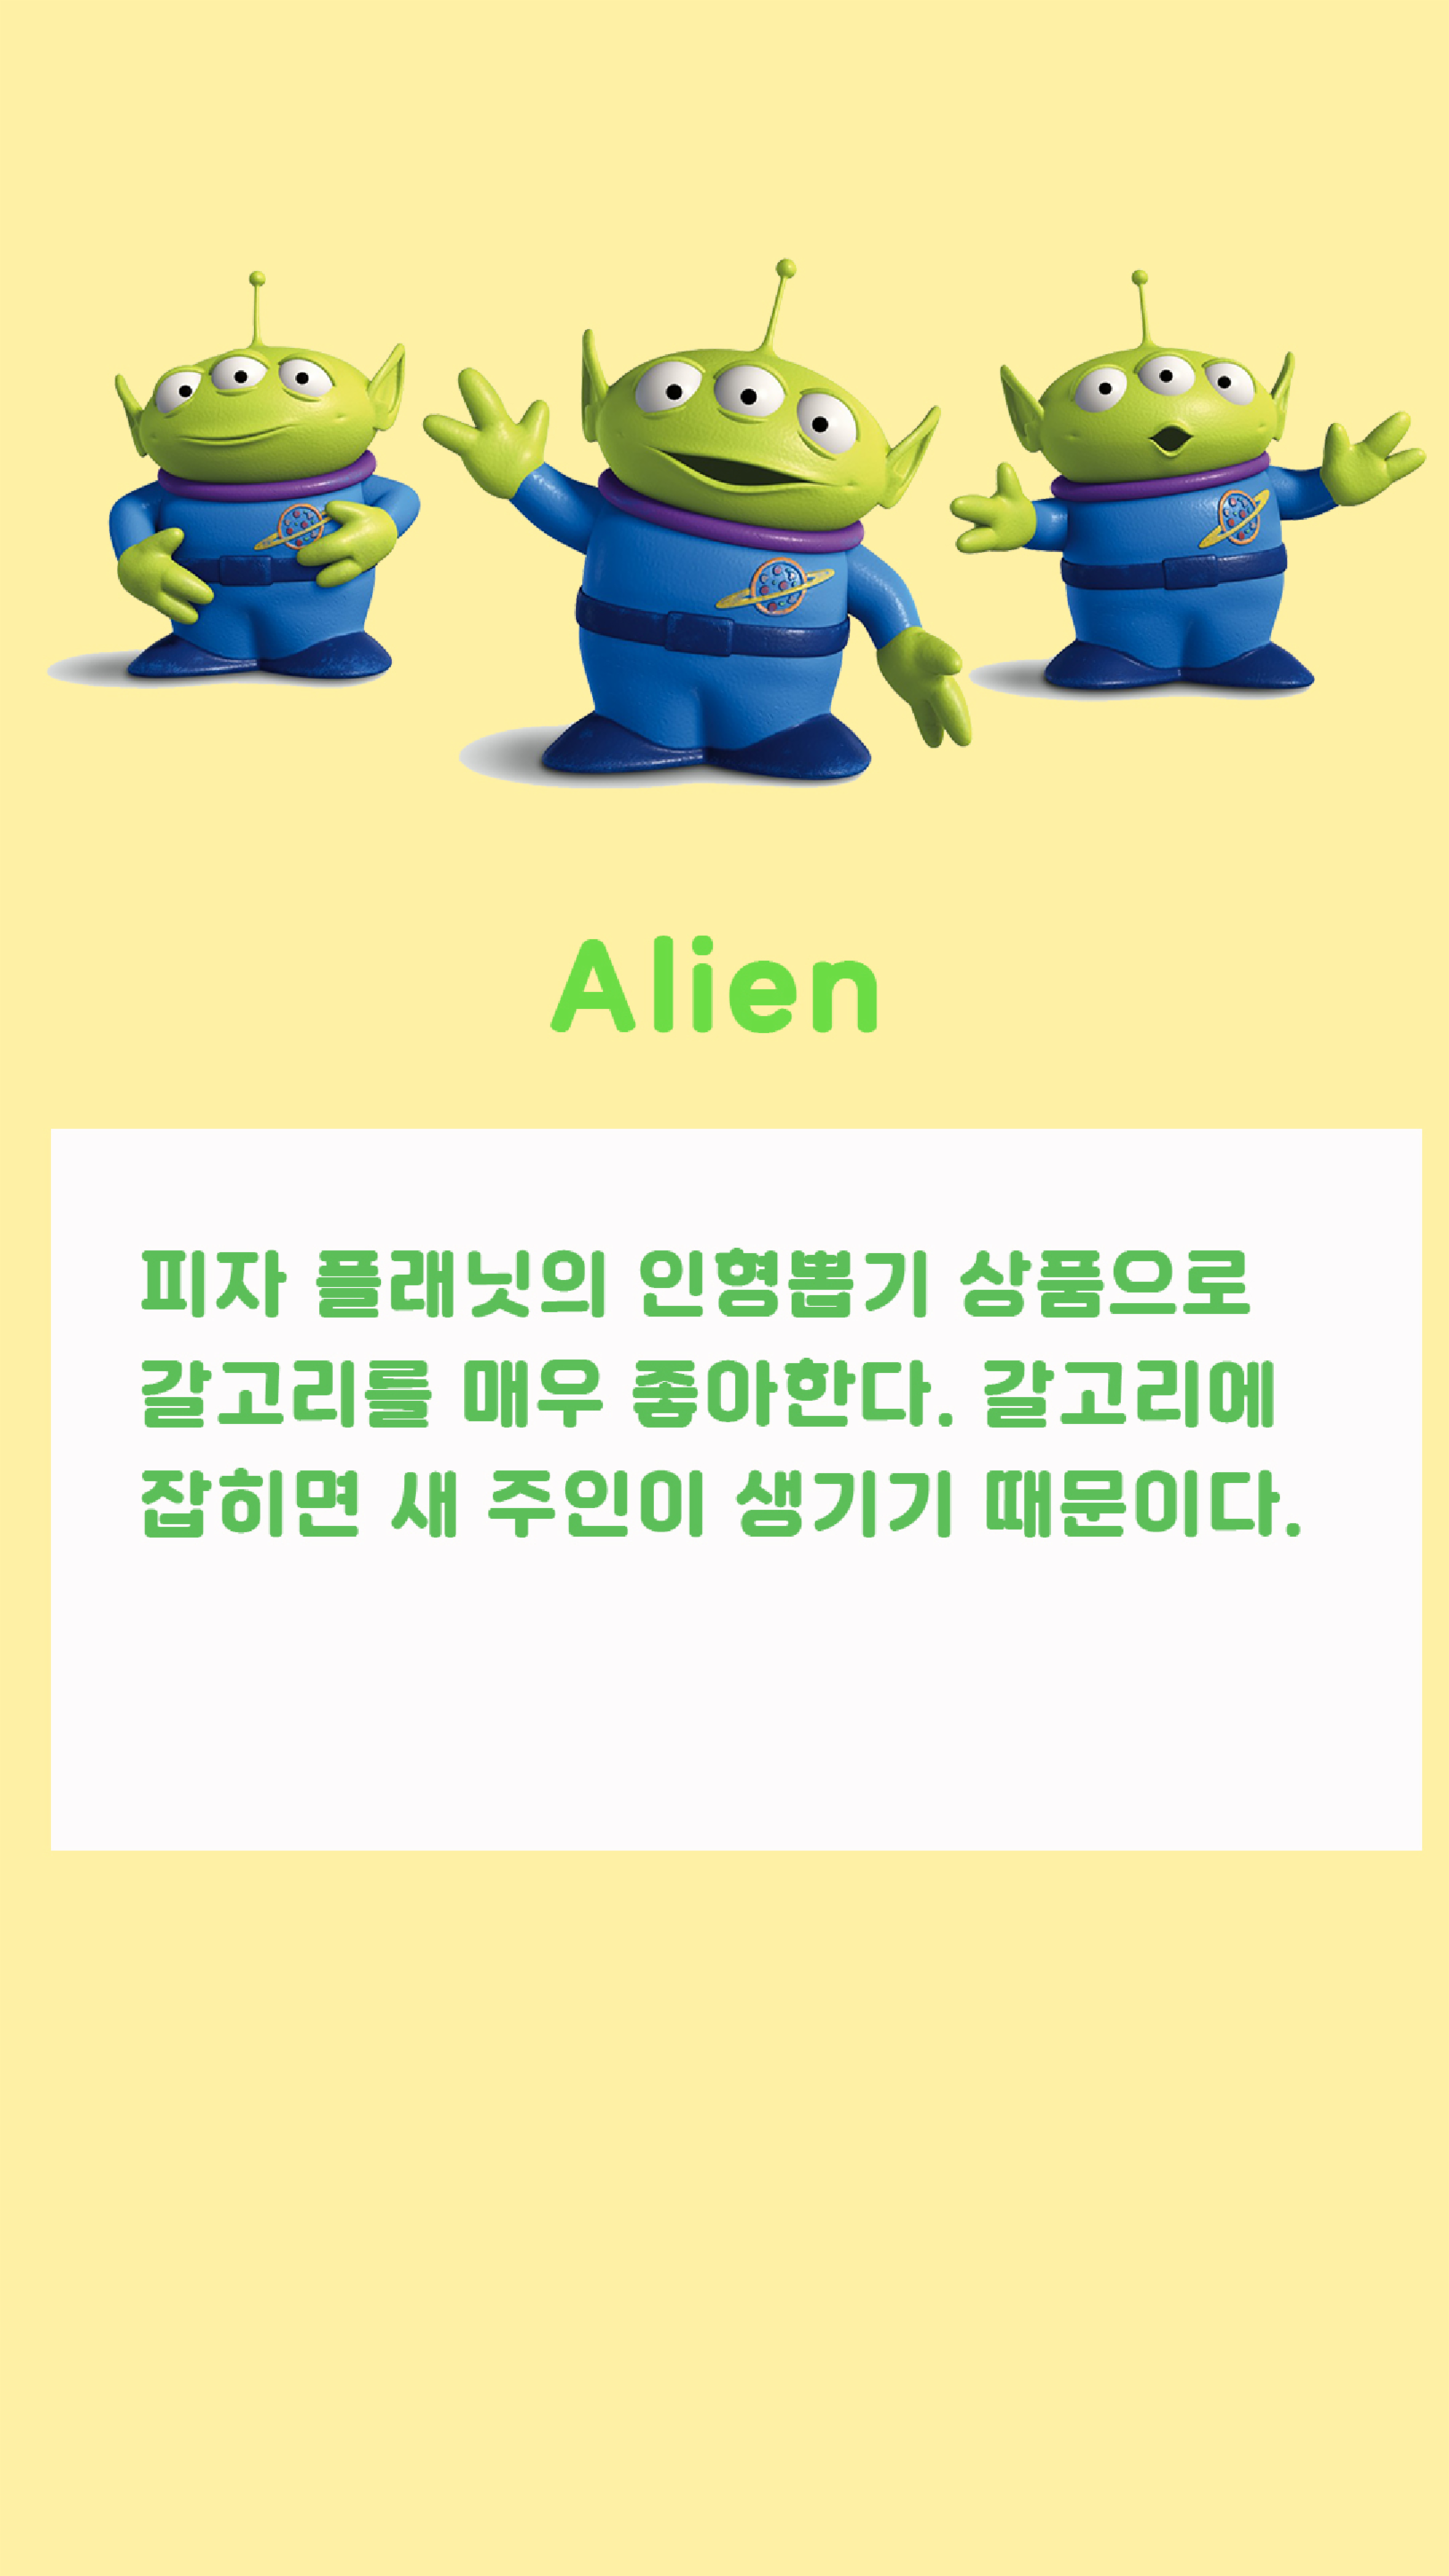 Alien
피자 플래닛의 인형뽑기 상품으로
갈고리를 매우 좋아한다. 갈고리에
잡히면 새 주인이 생기기 때문이다.